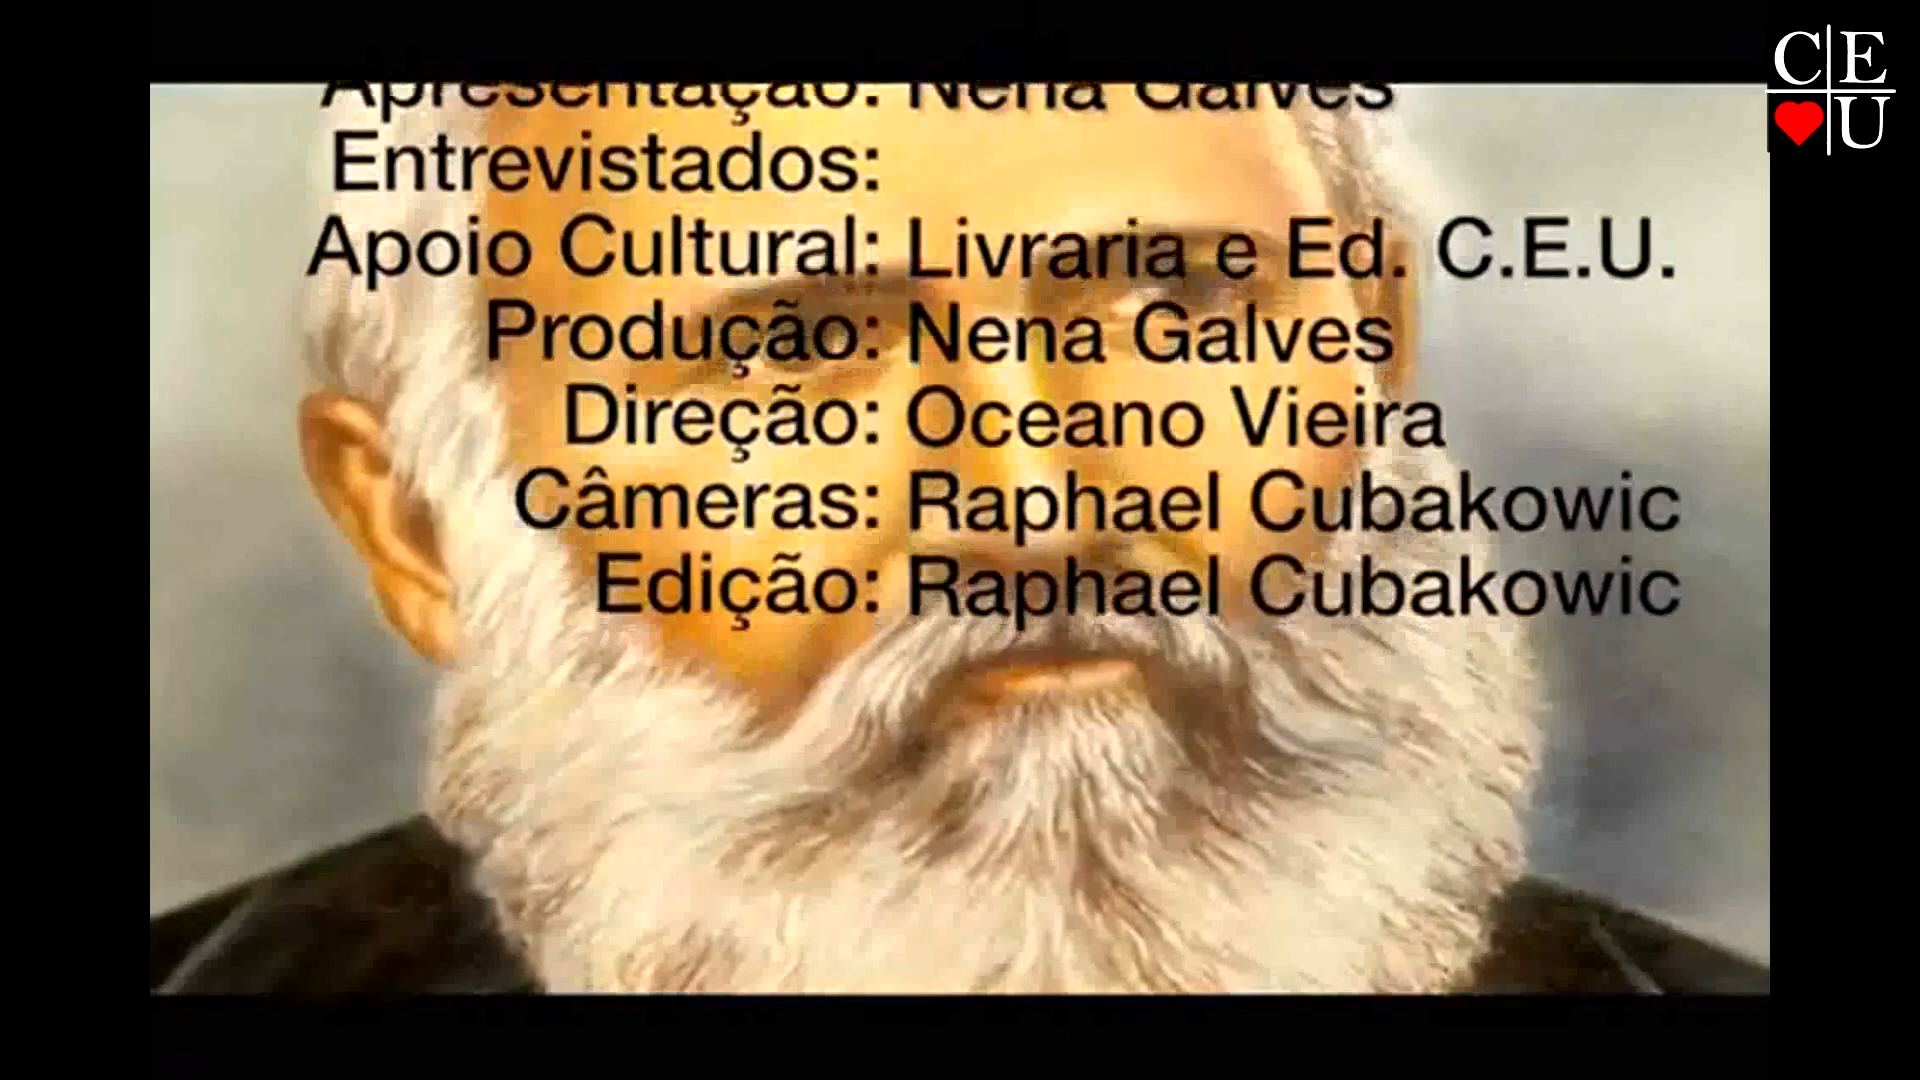 Apresentação: Nena Galves
Entrevistados:
Apoio Cultural: Livraria e Ed. C.E.U.
Produção: Nena Galves
Direção: Oceano Vieira
Câmeras: Raphael Cubakowic
Edição: Raphael Cubakowic
CE
U